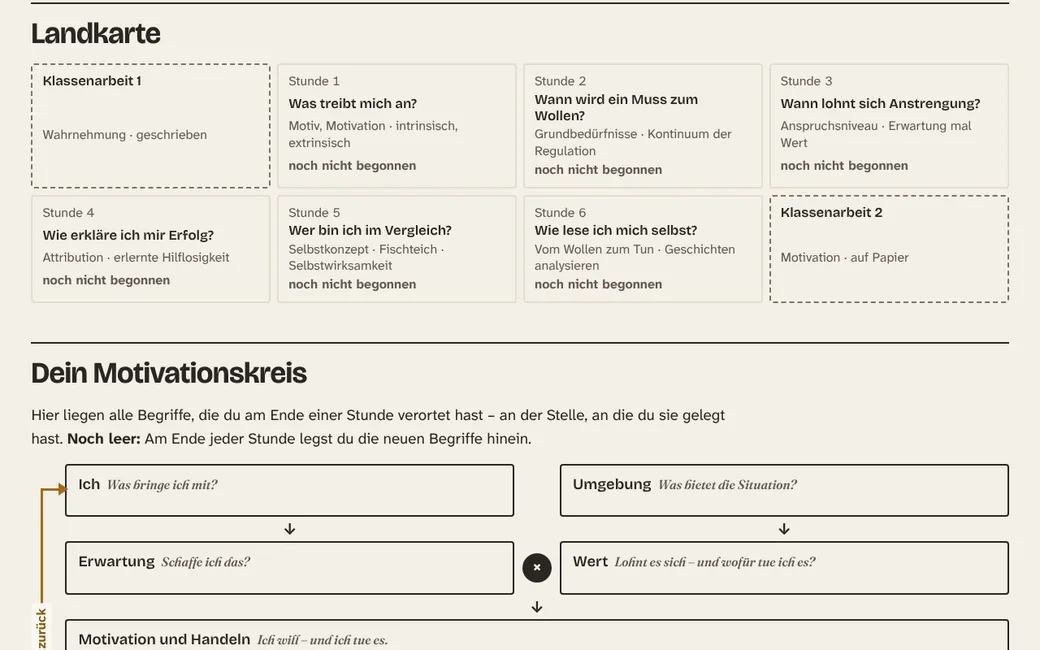 Landkarte
Klassenarbeit 1
Wahrnehmung · geschrieben
Stunde 1
Was treibt mich an?
Motiv, Motivation · intrinsisch,
extrinsisch
noch nicht begonnen
Stunde 2
Wann wird ein Muss zum
Wollen?
Grundbedürfnisse · Kontinuum der
Regulation
noch nicht begonnen
Stunde 3
Wann lohnt sich Anstrengung?
Anspruchsniveau · Erwartung mal
Wert
noch nicht begonnen
Stunde 4
Wie erkläre ich mir Erfolg?
Attribution · erlernte Hilflosigkeit
noch nicht begonnen
Stunde 5
Wer bin ich im Vergleich?
Selbstkonzept · Fischteich ·
Selbstwirksamkeit
noch nicht begonnen
Stunde 6
Wie lese ich mich selbst?
Vom Wollen zum Tun · Geschichten
analysieren
noch nicht begonnen
Klassenarbeit 2
Motivation · auf Papier
Dein Motivationskreis
Hier liegen alle Begriffe, die du am Ende einer Stunde verortet hast – an der Stelle, an die du sie gelegt
hast. Noch leer: Am Ende jeder Stunde legst du die neuen Begriffe hinein.
Ich Was bringe ich mit?
Umgebung Was bietet die Situation?
↓ ↓
Erwartung Schaffe ich das?
×
Wert Lohnt es sich – und wofür tue ich es?
↓
zurück
Motivation und Handeln Ich will – und ich tue es.